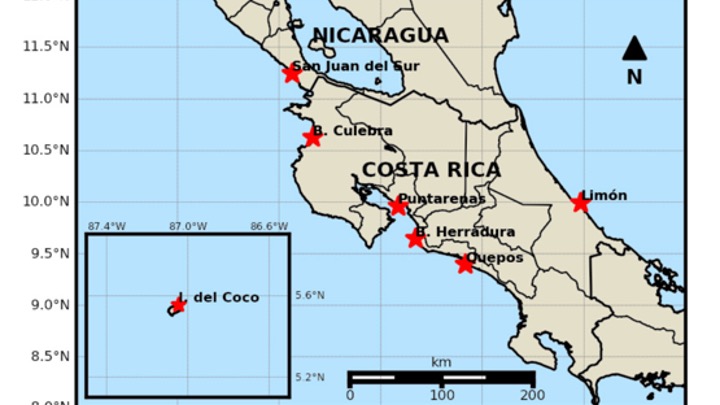 NICARAGUA
11.5°N
San Juan del Sur
N
11.0°N
B. Culebra
10.5°N
COSTA RICA
10.0°N
Puntarenas
Limón
87.4°W 87.0°W 86.6°W
B. Herradura
9.5°N
Quepos
I. del Coco
5.6°N
9.0°N
8.5°N
km
5.2°N
0 100 200